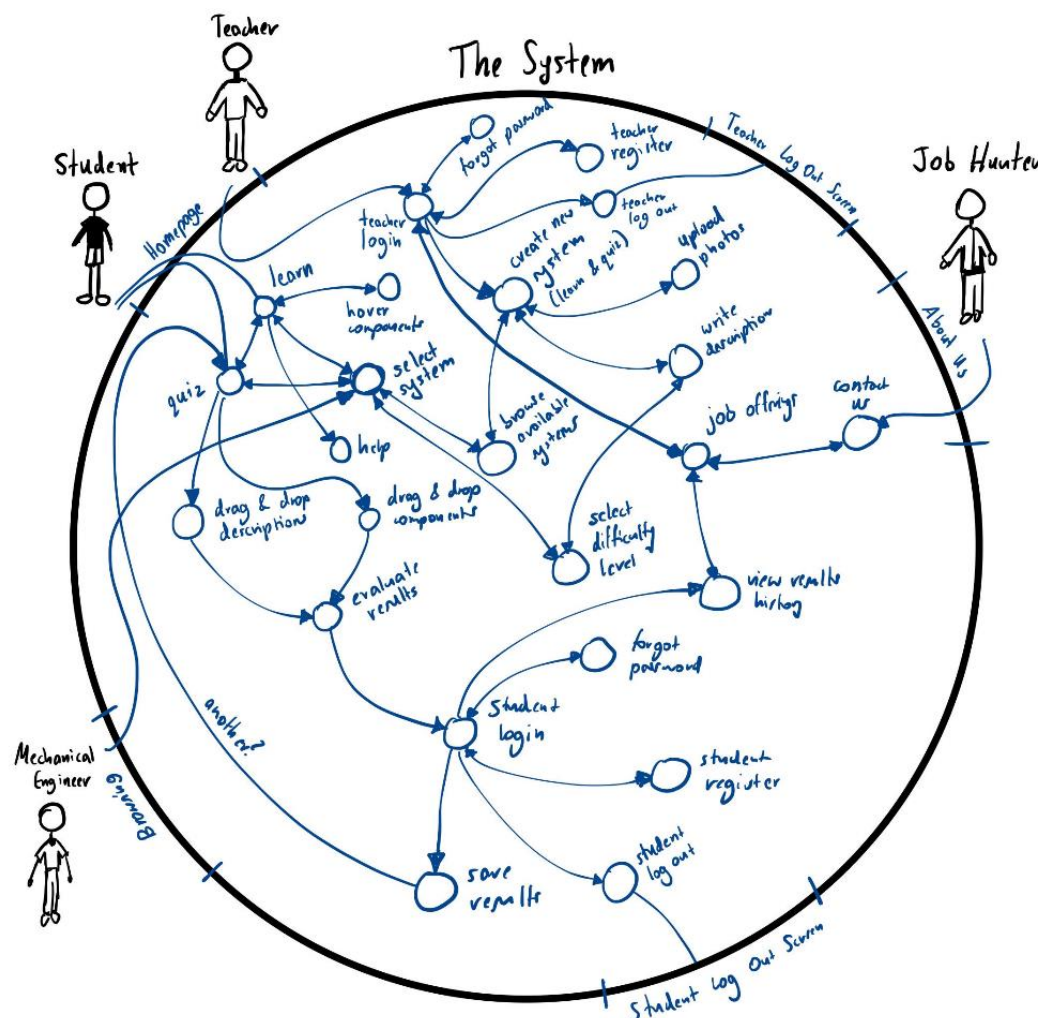 The System
Teacher
Student
Job Hunter
Mechanical
Engineer
Homepage
Teacher Log Out Screen
About Us
Browsing
Student Log Out Screen
forgot password
teacher
register
teacher
login
teacher
log out
create new
system
(learn & quiz)
upload
photos
learn
hover
components
write
description
select
system
quiz
browse
available
systems
job offerings
contact
us
help
drag & drop
description
drag & drop
components
select
difficulty
level
evaluate
results
view results
history
forgot
password
student
login
another?
student
register
save
results
student
log out